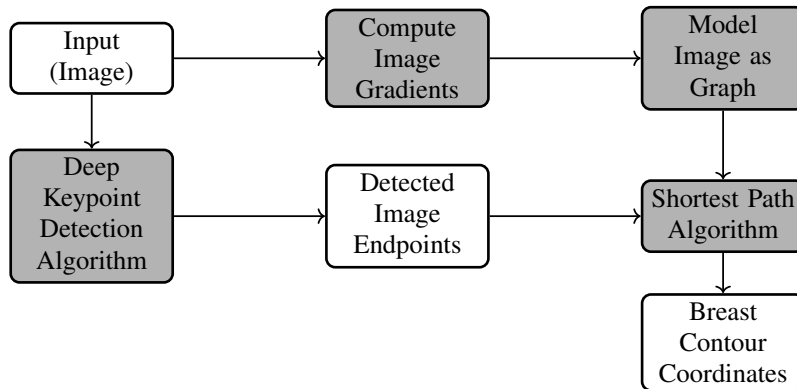 Input
(Image)
Compute
Image
Gradients
Model
Image as
Graph
Deep
Keypoint
Detection
Algorithm
Detected
Image
Endpoints
Shortest Path
Algorithm
Breast
Contour
Coordinates